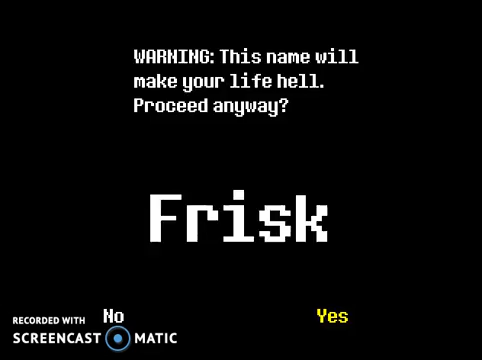 WARNING: This name will
make your life hell.
Proceed anyway?
Frisk
No Yes
RECORDED WITH
SCREENCAST MATIC